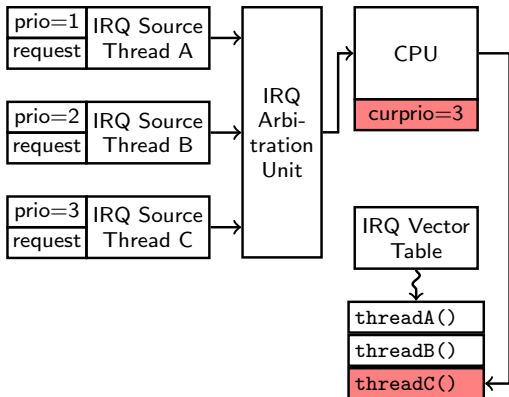 prio=1
request
IRQ Source
Thread A
prio=2
request
IRQ Source
Thread B
prio=3
request
IRQ Source
Thread C
IRQ
Arbi-
tration
Unit
CPU
curprio=3
IRQ Vector
Table
threadA()
threadB()
threadC()